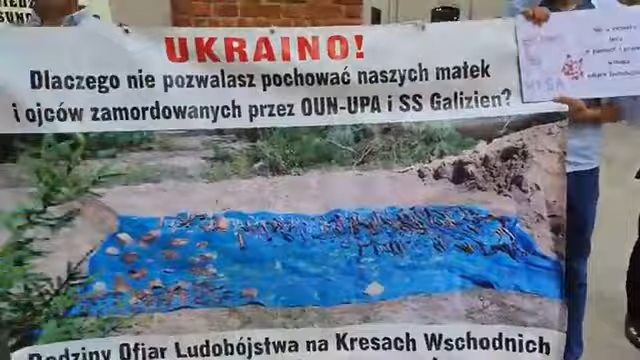 UKRAINO!
Dlaczego nie pozwalasz pochować naszych matek
i ojców zamordowanych przez OUN-UPA i SS Galizien?
Rodziny Ofiar Ludobójstwa na Kresach Wschodnich